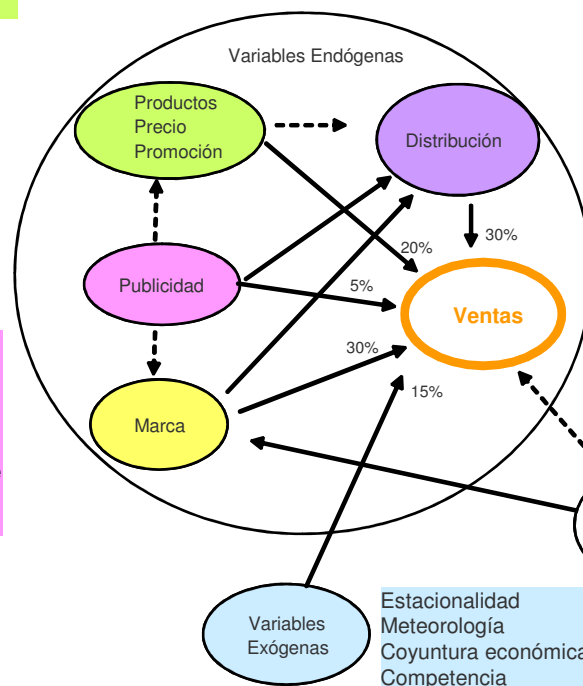 Variables Endógenas
Productos
Precio
Promoción
Distribución
20%
30%
Publicidad
5%
Ventas
30%
15%
Marca
e
Variables
Exógenas
Estacionalidad
Meteorología
Coyuntura económica
Competencia